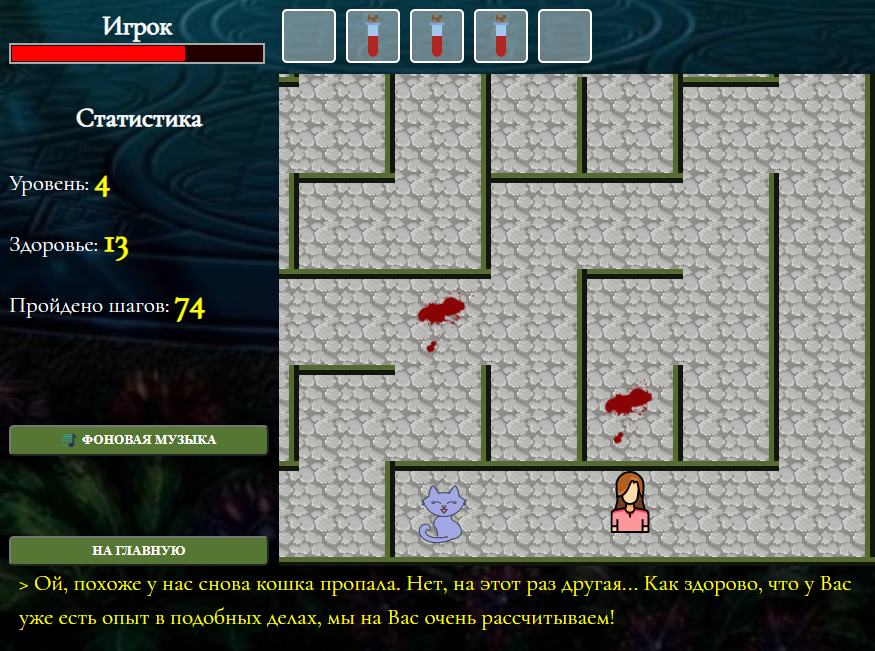 Игрок
Статистика
Уровень: 4
Здоровье: 13
Пройдено шагов: 74
ФОНОВАЯ МУЗЫКА
НА ГЛАВНУЮ
> Ой, похоже у нас снова кошка пропала. Нет, на этот раз другая... Как здорово, что у Вас
уже есть опыт в подобных делах, мы на Вас очень рассчитываем!